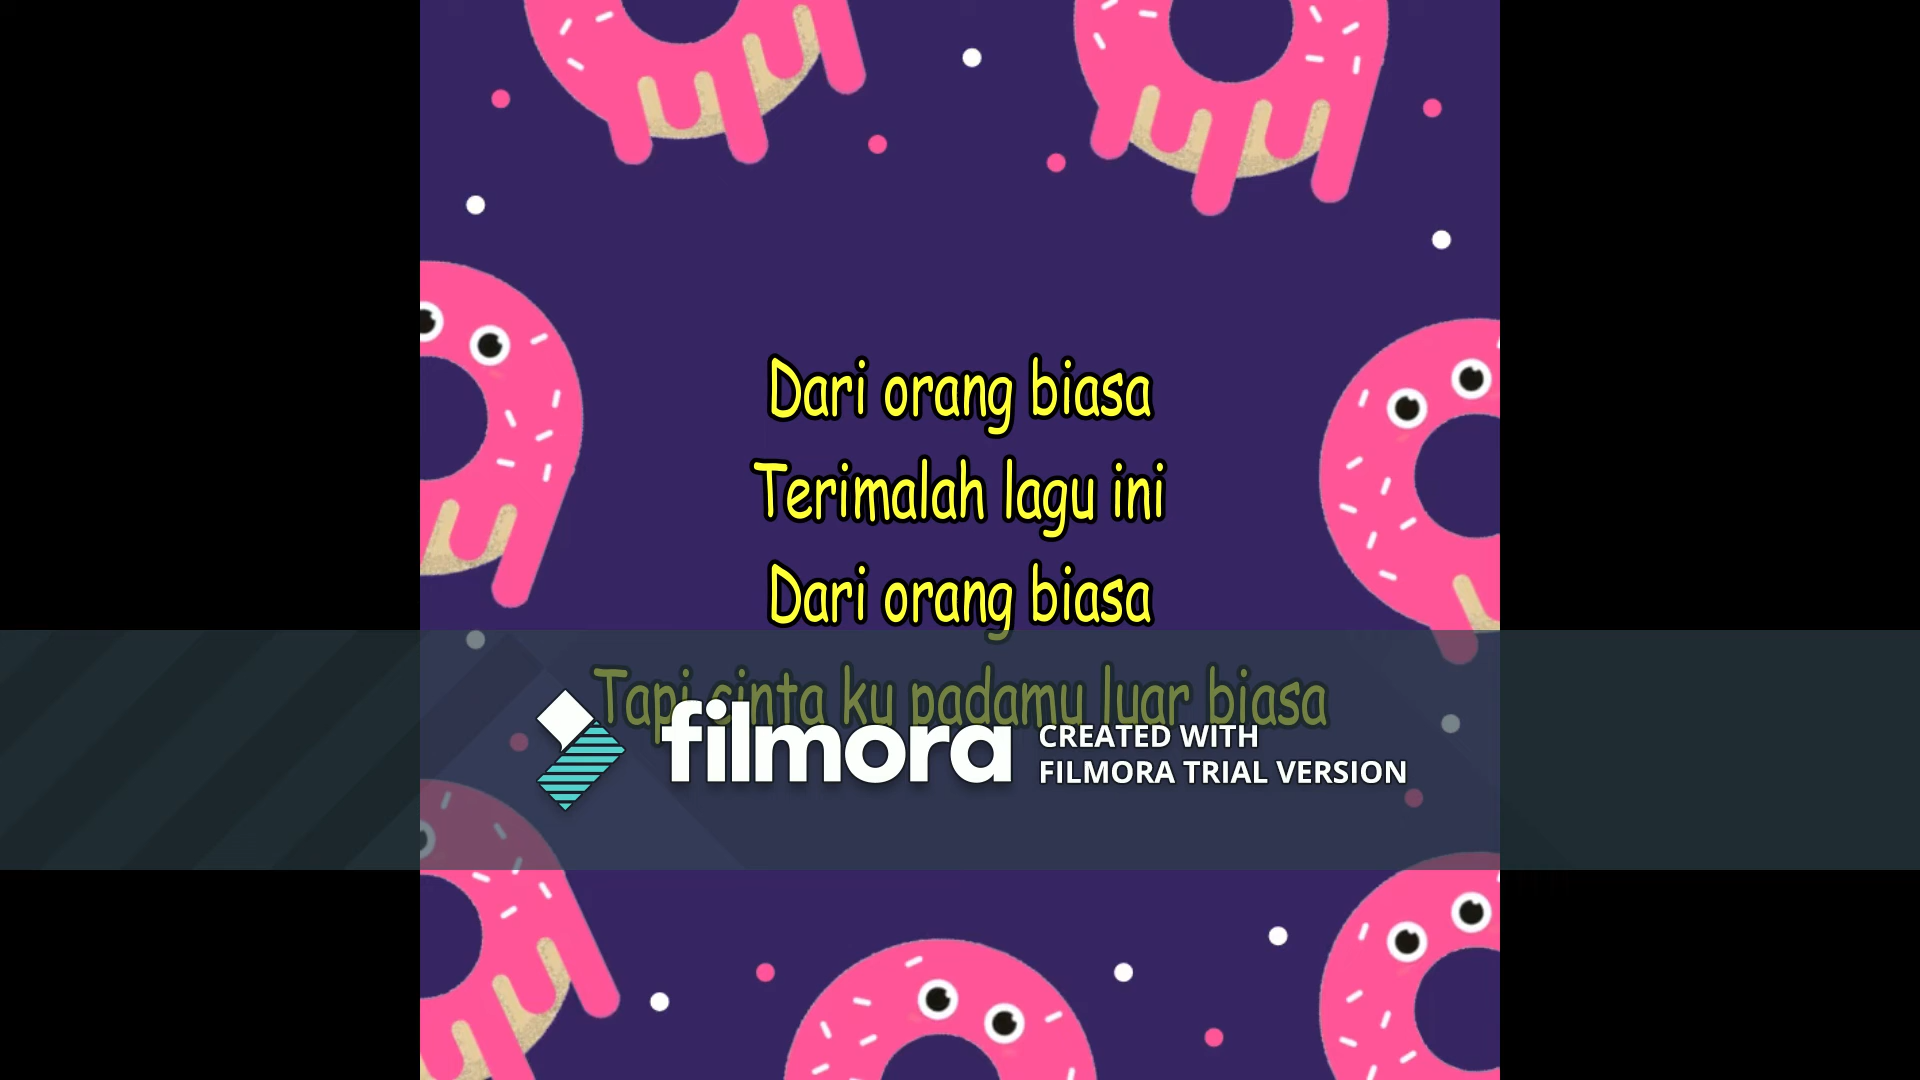 Dari orang biasa
Terimalah lagu ini
Dari orang biasa
Tapi cinta ku padamu luar biasa
filmora
CREATED WITH
FILMORA TRIAL VERSION